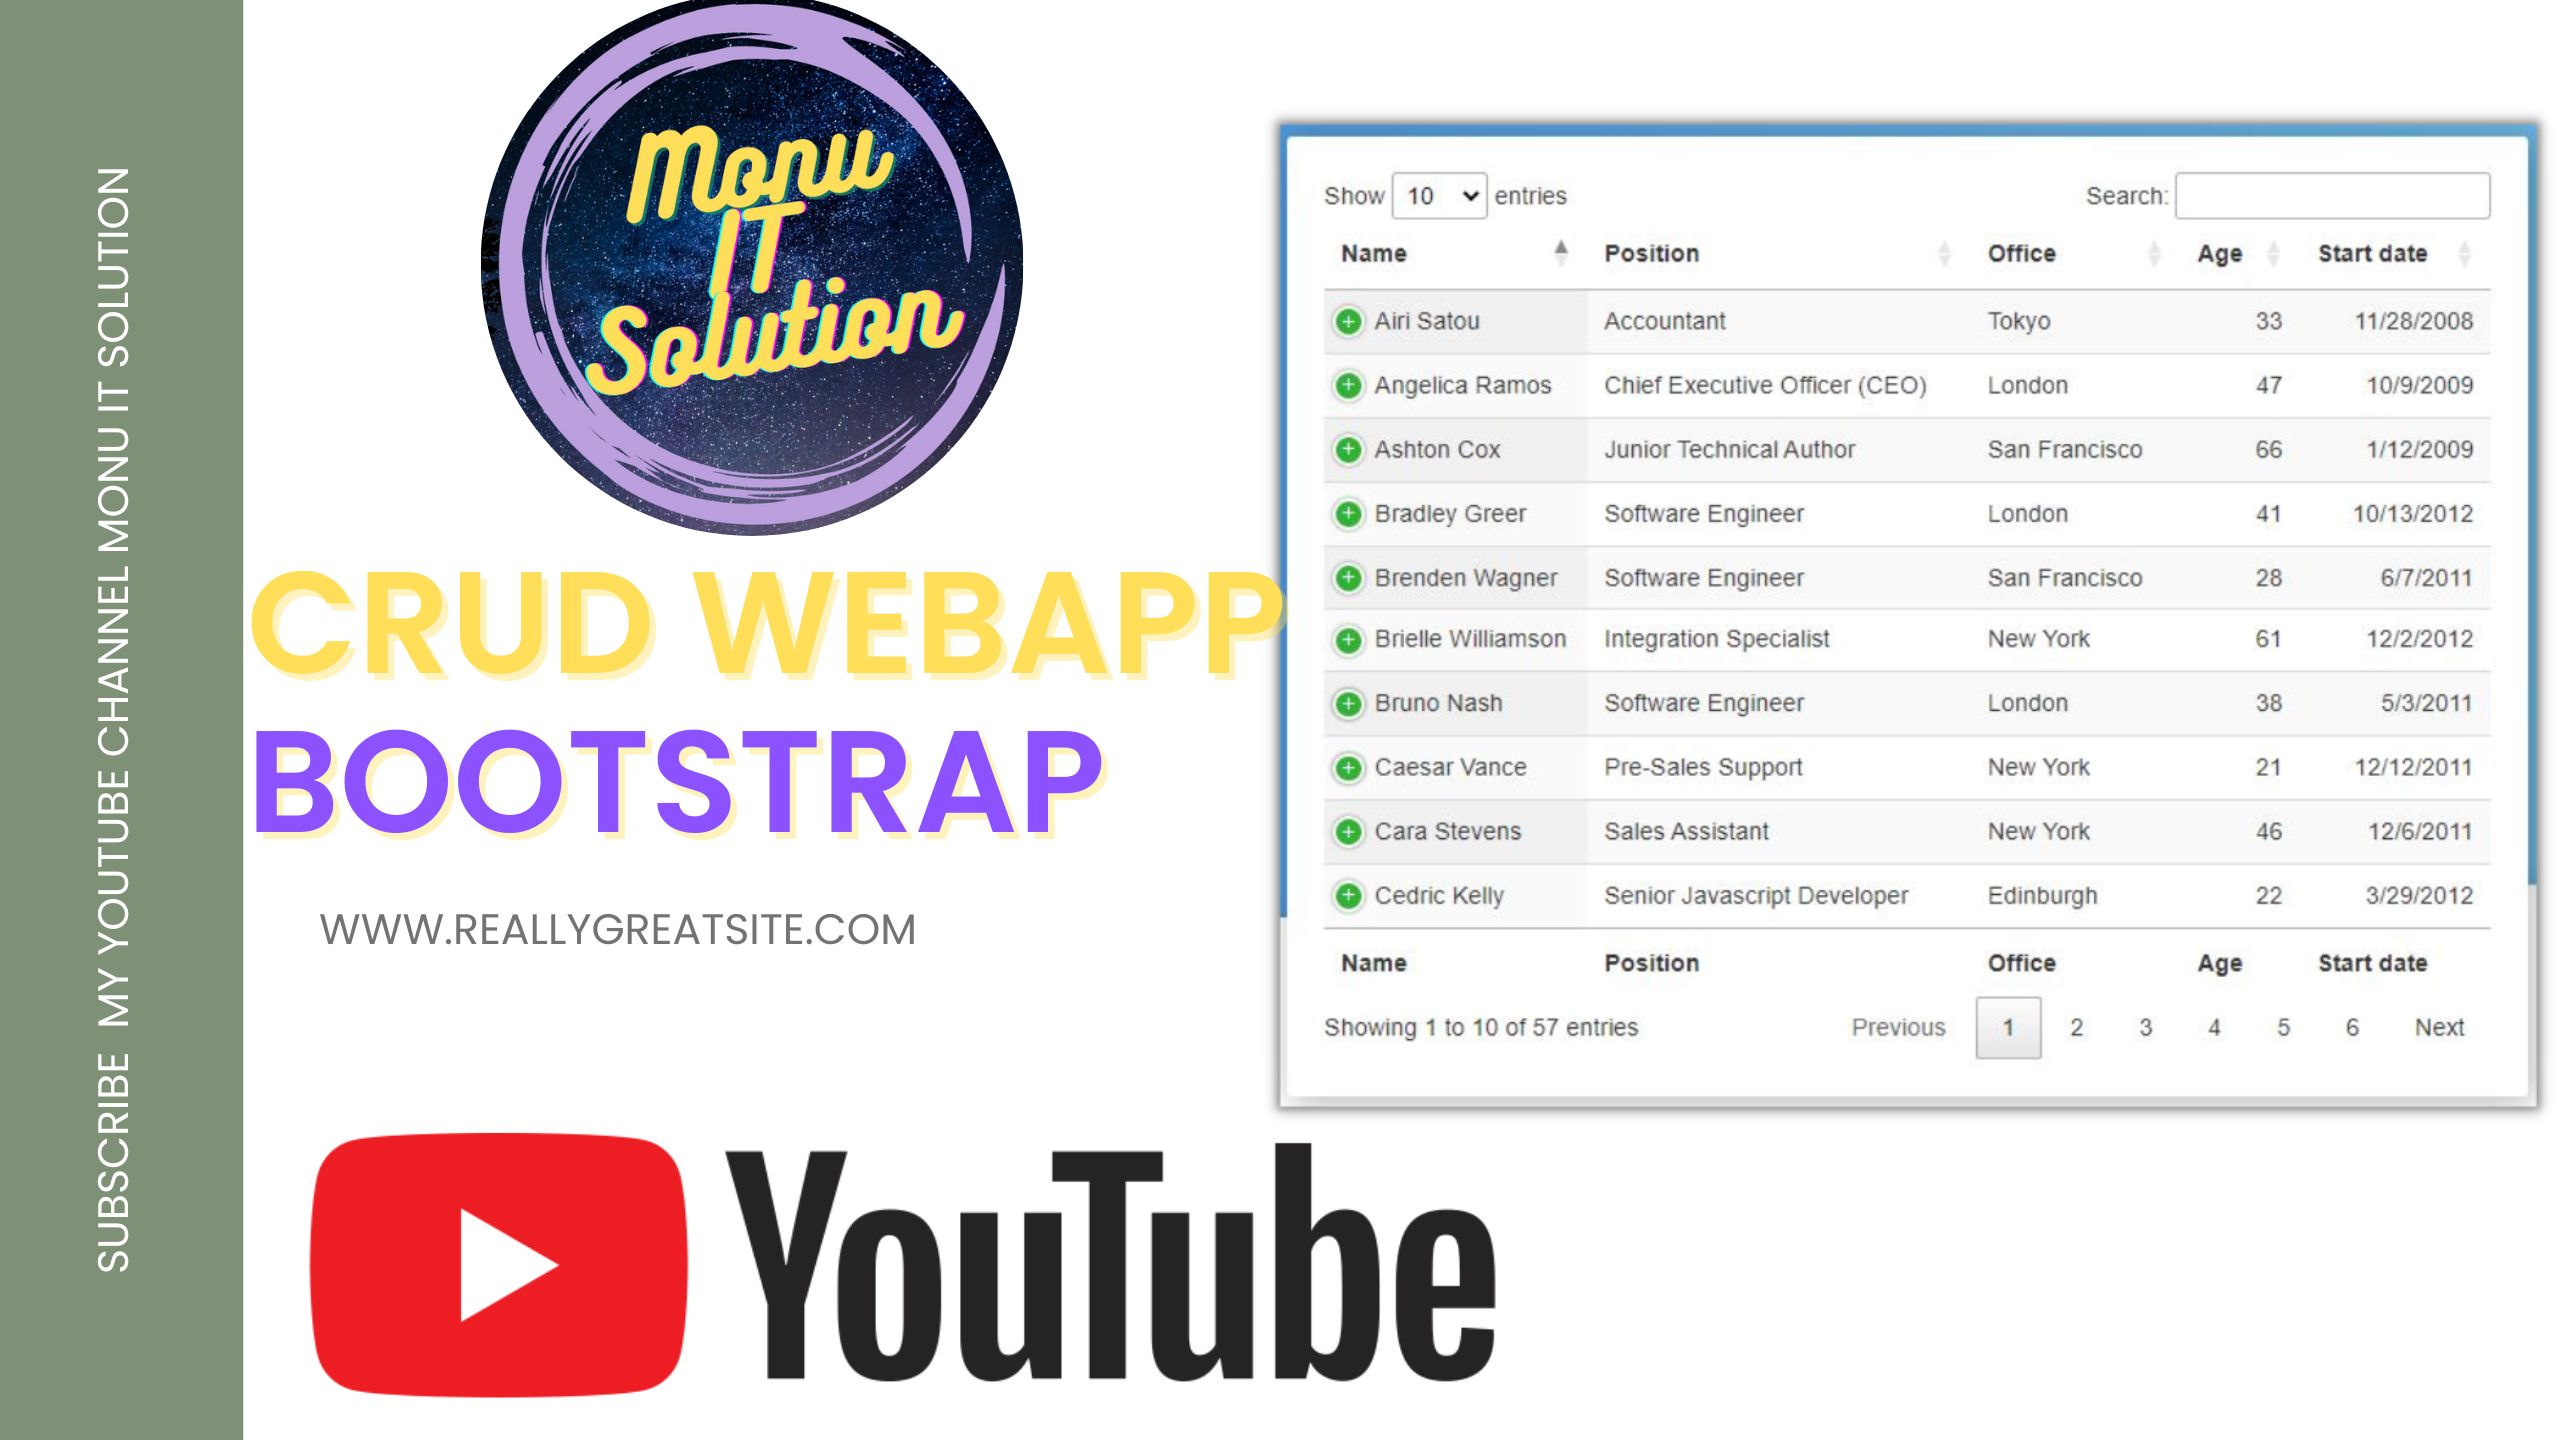 SUBSCRIBE MY YOUTUBE CHANNEL MONU IT SOLUTION
Monu
IT
Solution
CRUD WEBAPP
BOOTSTRAP
WWW.REALLYGREATSITE.COM
YouTube
Show 10 entries Search:
Name Position Office Age Start date
Airi Satou Accountant Tokyo 33 11/28/2008
Angelica Ramos Chief Executive Officer (CEO) London 47 10/9/2009
Ashton Cox Junior Technical Author San Francisco 66 1/12/2009
Bradley Greer Software Engineer London 41 10/13/2012
Brenden Wagner Software Engineer San Francisco 28 6/7/2011
Brielle Williamson Integration Specialist New York 61 12/2/2012
Bruno Nash Software Engineer London 38 5/3/2011
Caesar Vance Pre-Sales Support New York 21 12/12/2011
Cara Stevens Sales Assistant New York 46 12/6/2011
Cedric Kelly Senior Javascript Developer Edinburgh 22 3/29/2012
Name Position Office Age Start date
Showing 1 to 10 of 57 entries Previous 1 2 3 4 5 6 Next